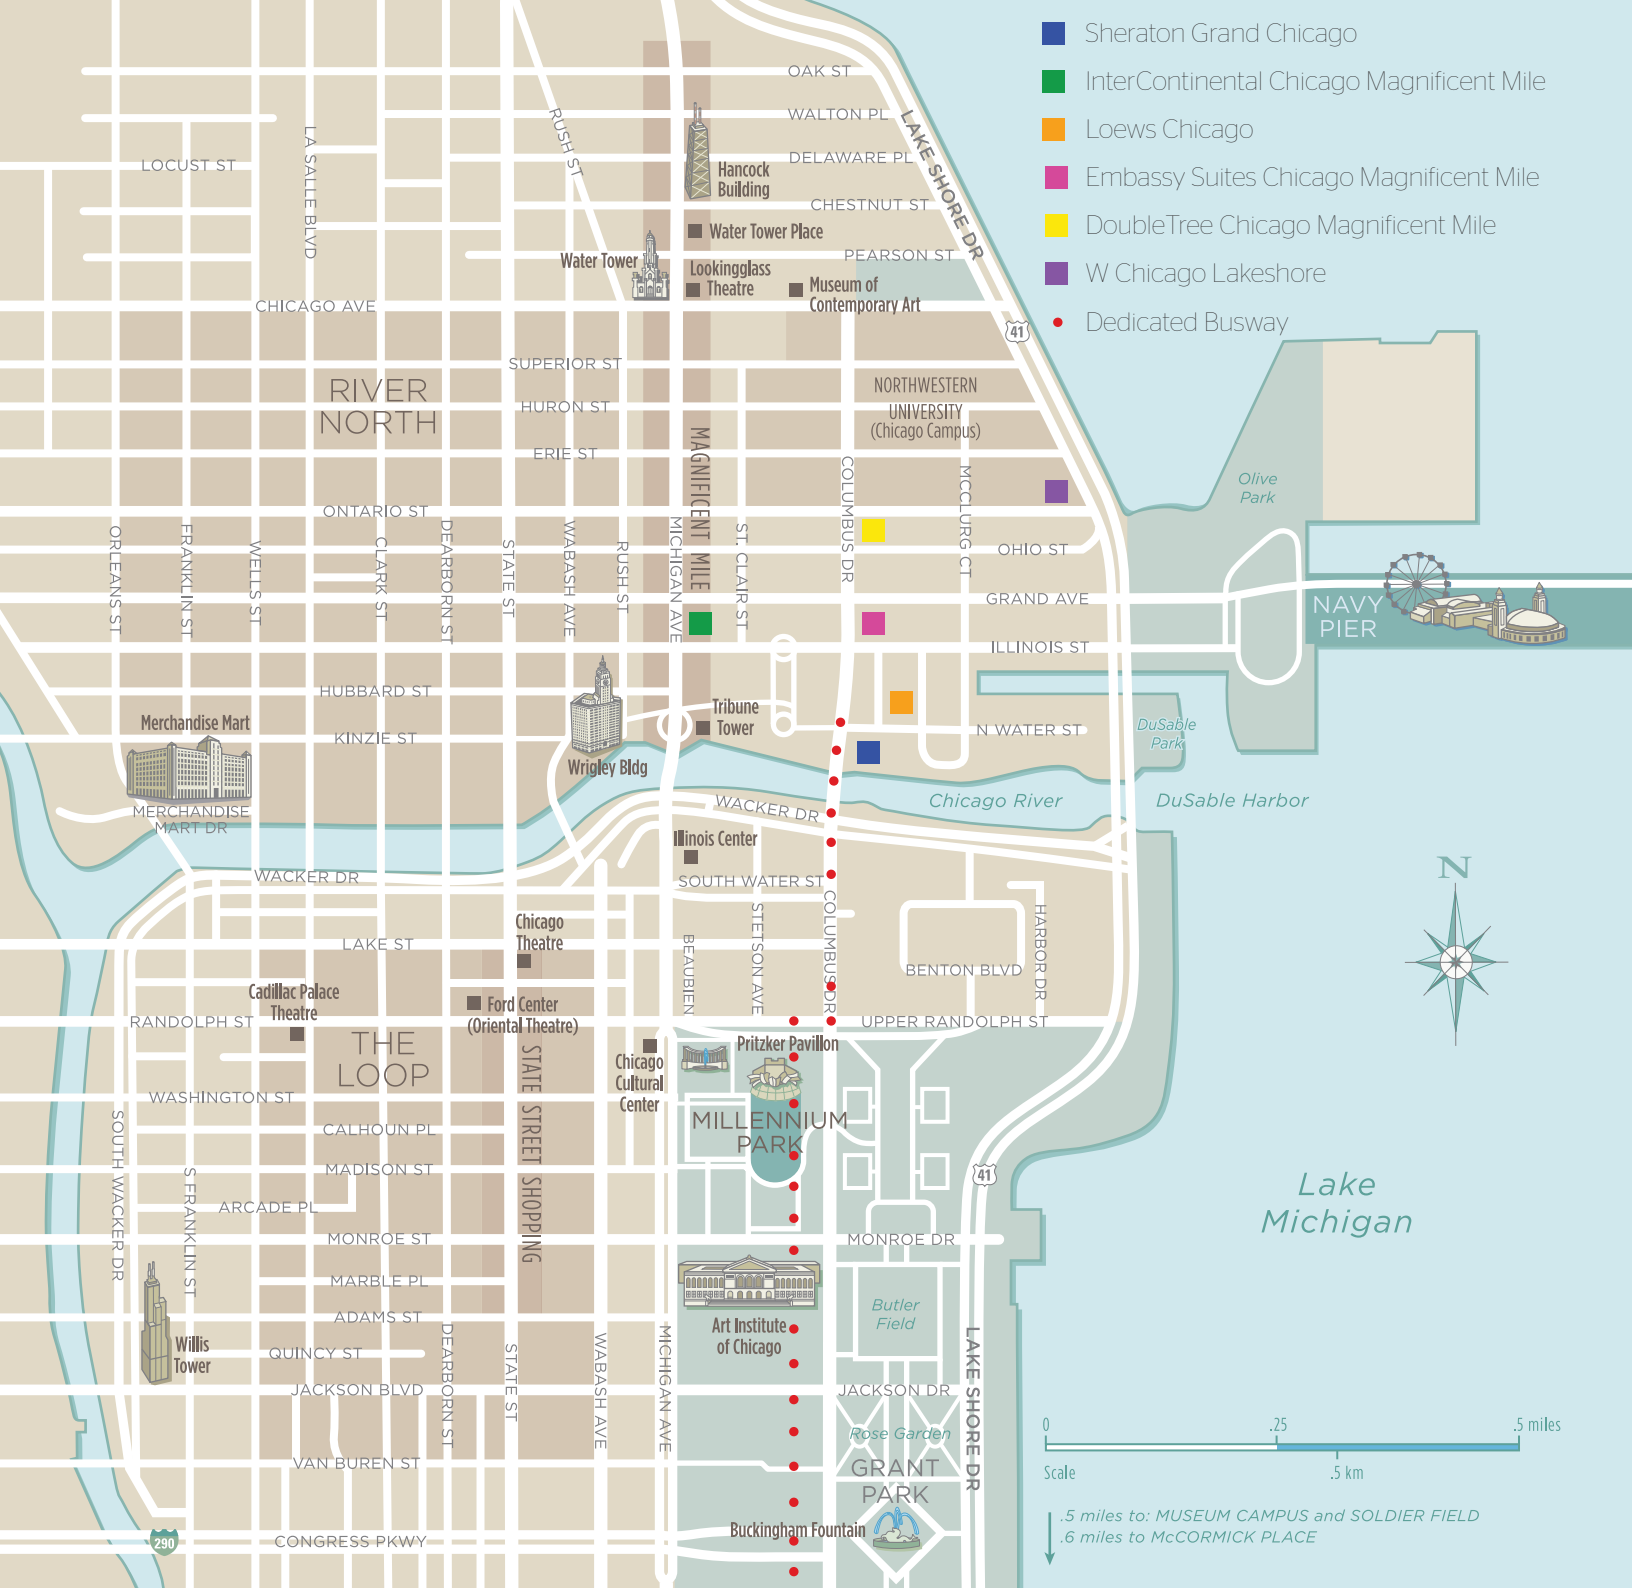 Sheraton Grand Chicago
InterContinental Chicago Magnificent Mile
Loews Chicago
Embassy Suites Chicago Magnificent Mile
DoubleTree Chicago Magnificent Mile
W Chicago Lakeshore
Dedicated Busway
OAK ST
WALTON PL
DELAWARE PL
CHESTNUT ST
PEARSON ST
LAKE SHORE DR
RUSH ST
LA SALLE BLVD
LOCUST ST
Hancock
Building
Water Tower Place
Water Tower
Lookingglass
Theatre
Museum of
Contemporary Art
CHICAGO AVE
41
SUPERIOR ST
RIVER
NORTH
HURON ST
ERIE ST
NORTHWESTERN
UNIVERSITY
(Chicago Campus)
MAGNIFICENT MILE
ONTARIO ST
OHIO ST
GRAND AVE
ILLINOIS ST
ORLEANS ST
FRANKLIN ST
WELLS ST
CLARK ST
DEARBORN ST
STATE ST
WABASH AVE
RUSH ST
MICHIGAN AVE
ST. CLAIR ST
COLUMBUS DR
MCCLURG CT
Olive
Park
NAVY
PIER
HUBBARD ST
KINZIE ST
N WATER ST
Merchandise Mart
MERCHANDISE
MART DR
Wrigley Bldg
Tribune
Tower
DuSable
Park
Chicago River
DuSable Harbor
WACKER DR
Illinois Center
WACKER DR
SOUTH WATER ST
Chicago
Theatre
LAKE ST
BEAUBIEN
STETSON AVE
COLUMBUS DR
HARBOR DR
BENTON BLVD
N
Cadillac Palace
Theatre
Ford Center
(Oriental Theatre)
RANDOLPH ST
UPPER RANDOLPH ST
THE
LOOP
Chicago
Cultural
Center
Pritzker Pavillon
MILLENNIUM
PARK
STATE STREET SHOPPING
WASHINGTON ST
CALHOUN PL
MADISON ST
ARCADE PL
MONROE ST
MONROE DR
MARBLE PL
ADAMS ST
QUINCY ST
JACKSON BLVD
JACKSON DR
VAN BUREN ST
CONGRESS PKWY
SOUTH WACKER DR
S FRANKLIN ST
DEARBORN ST
STATE ST
WABASH AVE
MICHIGAN AVE
LAKE SHORE DR
41
Lake
Michigan
Willis
Tower
Art Institute
of Chicago
Butler
Field
Rose Garden
GRANT
PARK
Buckingham Fountain
290
0
.25
.5 miles
Scale
.5 km
.5 miles to: MUSEUM CAMPUS and SOLDIER FIELD
.6 miles to McCORMICK PLACE